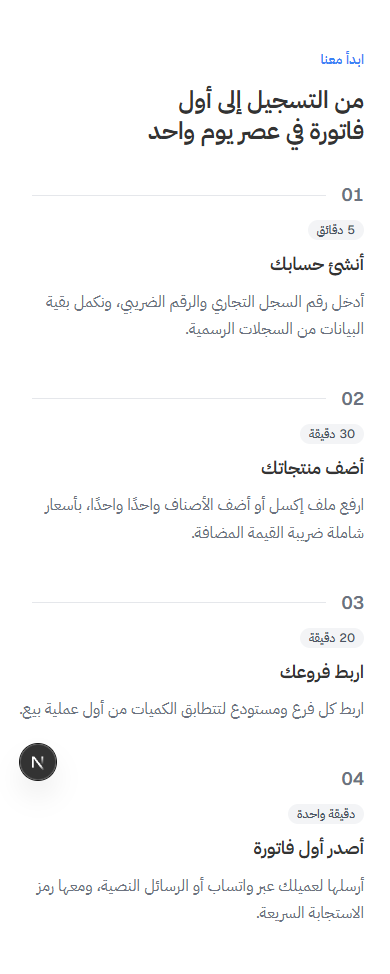 ابدأ معنا
من التسجيل إلى أول
فاتورة في عصر يوم واحد
01
5 دقائق
أنشئ حسابك
أدخل رقم السجل التجاري والرقم الضريبي، ونكمل بقية
البيانات من السجلات الرسمية.
02
30 دقيقة
أضف منتجاتك
ارفع ملف إكسل أو أضف الأصناف واحدًا واحدًا، بأسعار
شاملة ضريبة القيمة المضافة.
03
20 دقيقة
اربط فروعك
اربط كل فرع ومستودع لتتطابق الكميات من أول عملية بيع.
N
04
دقيقة واحدة
أصدر أول فاتورة
أرسلها لعميلك عبر واتساب أو الرسائل النصية، ومعها رمز
الاستجابة السريعة.